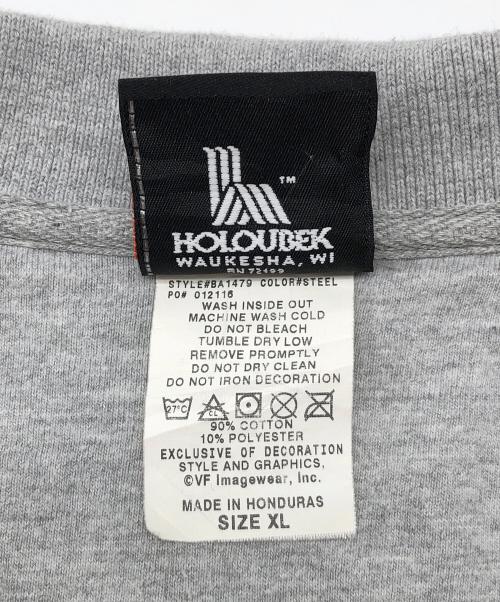 TM
HOLOUBEK
WAUKESHA, WI
RN 72499
STYLE#BA1479 COLOR#STEEL
PO# 012116
WASH INSIDE OUT
MACHINE WASH COLD
DO NOT BLEACH
TUMBLE DRY LOW
REMOVE PROMPTLY
DO NOT DRY CLEAN
DO NOT IRON DECORATION
27°C CL
90% COTTON
10% POLYESTER
EXCLUSIVE OF DECORATION
STYLE AND GRAPHICS,
©VF Imagewear, Inc.
MADE IN HONDURAS
SIZE XL